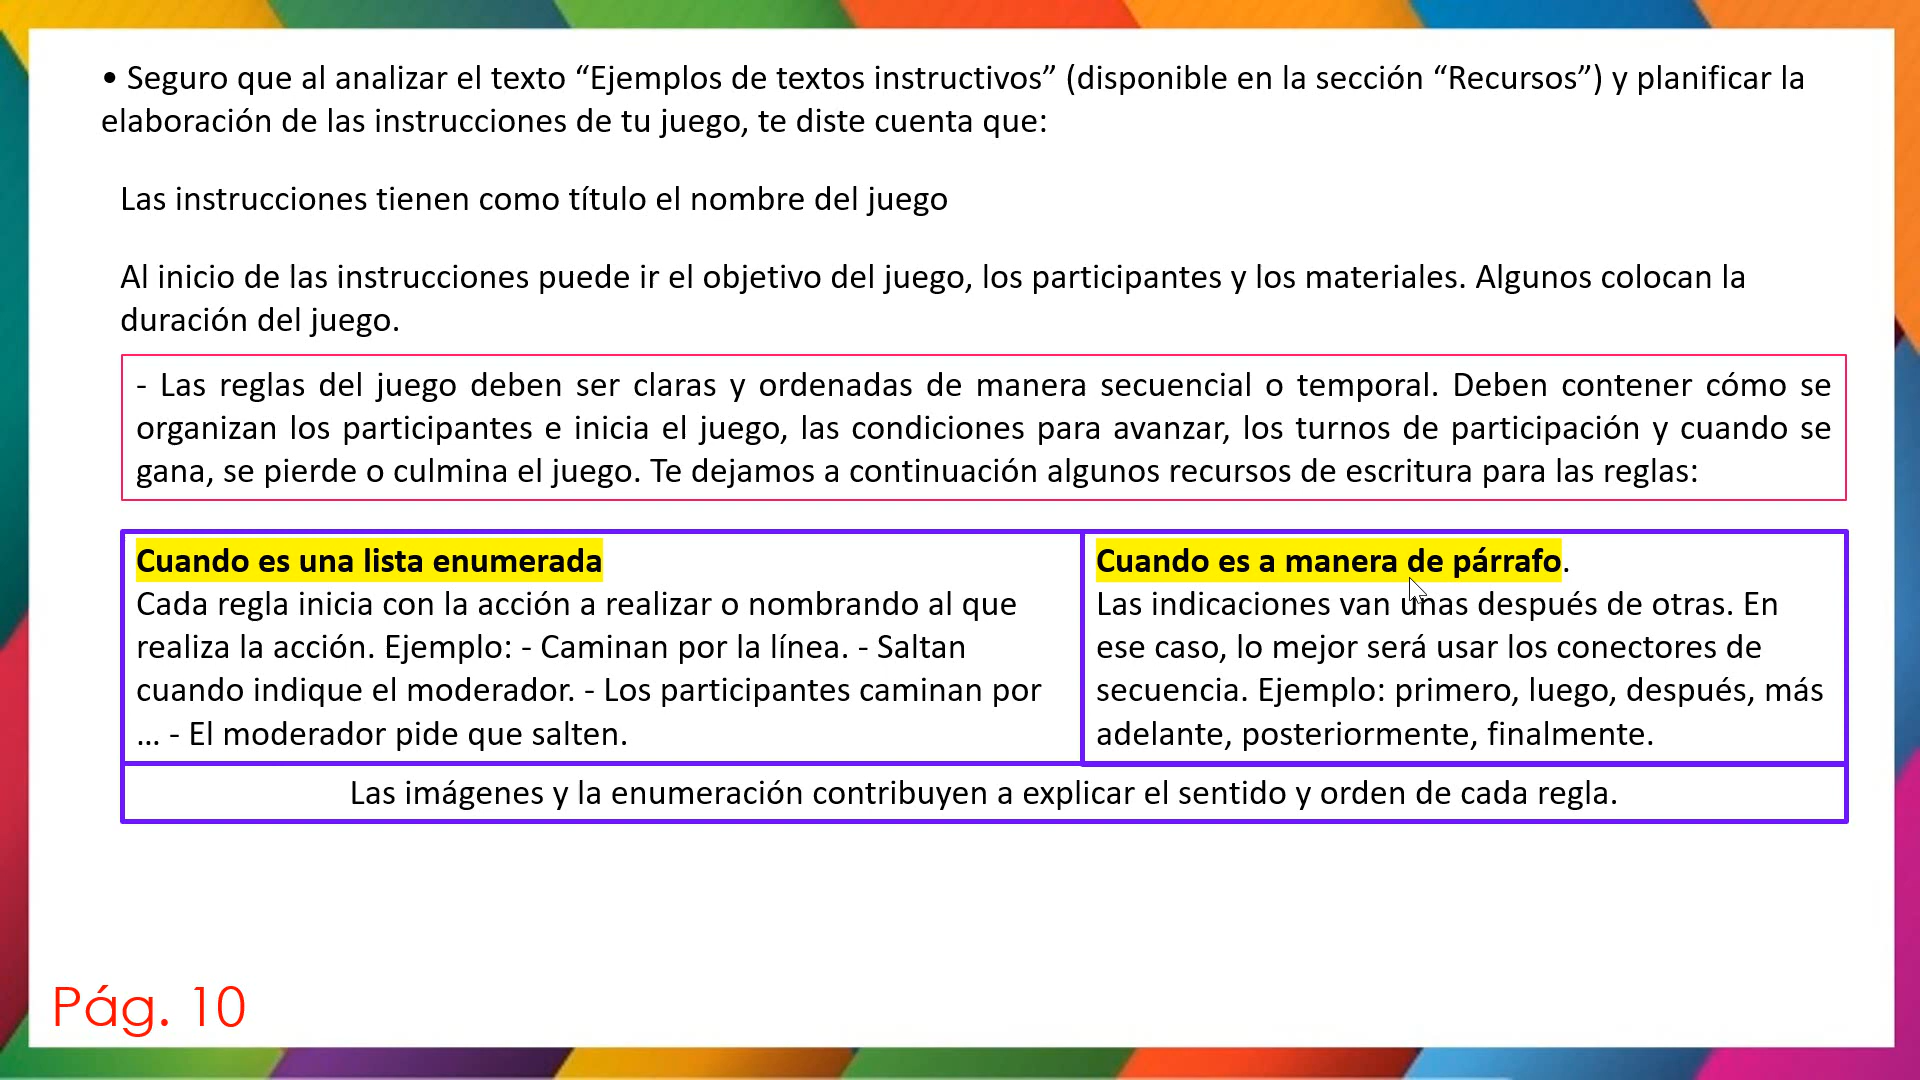 • Seguro que al analizar el texto “Ejemplos de textos instructivos” (disponible en la sección “Recursos”) y planificar la
elaboración de las instrucciones de tu juego, te diste cuenta que:
Las instrucciones tienen como título el nombre del juego
Al inicio de las instrucciones puede ir el objetivo del juego, los participantes y los materiales. Algunos colocan la
duración del juego.
- Las reglas del juego deben ser claras y ordenadas de manera secuencial o temporal. Deben contener cómo se
organizan los participantes e inicia el juego, las condiciones para avanzar, los turnos de participación y cuando se
gana, se pierde o culmina el juego. Te dejamos a continuación algunos recursos de escritura para las reglas:
Cuando es una lista enumerada
Cada regla inicia con la acción a realizar o nombrando al que
realiza la acción. Ejemplo: - Caminan por la línea. - Saltan
cuando indique el moderador. - Los participantes caminan por
... - El moderador pide que salten.
Cuando es a manera de párrafo.
Las indicaciones van unas después de otras. En
ese caso, lo mejor será usar los conectores de
secuencia. Ejemplo: primero, luego, después, más
adelante, posteriormente, finalmente.
Las imágenes y la enumeración contribuyen a explicar el sentido y orden de cada regla.
Pág. 10